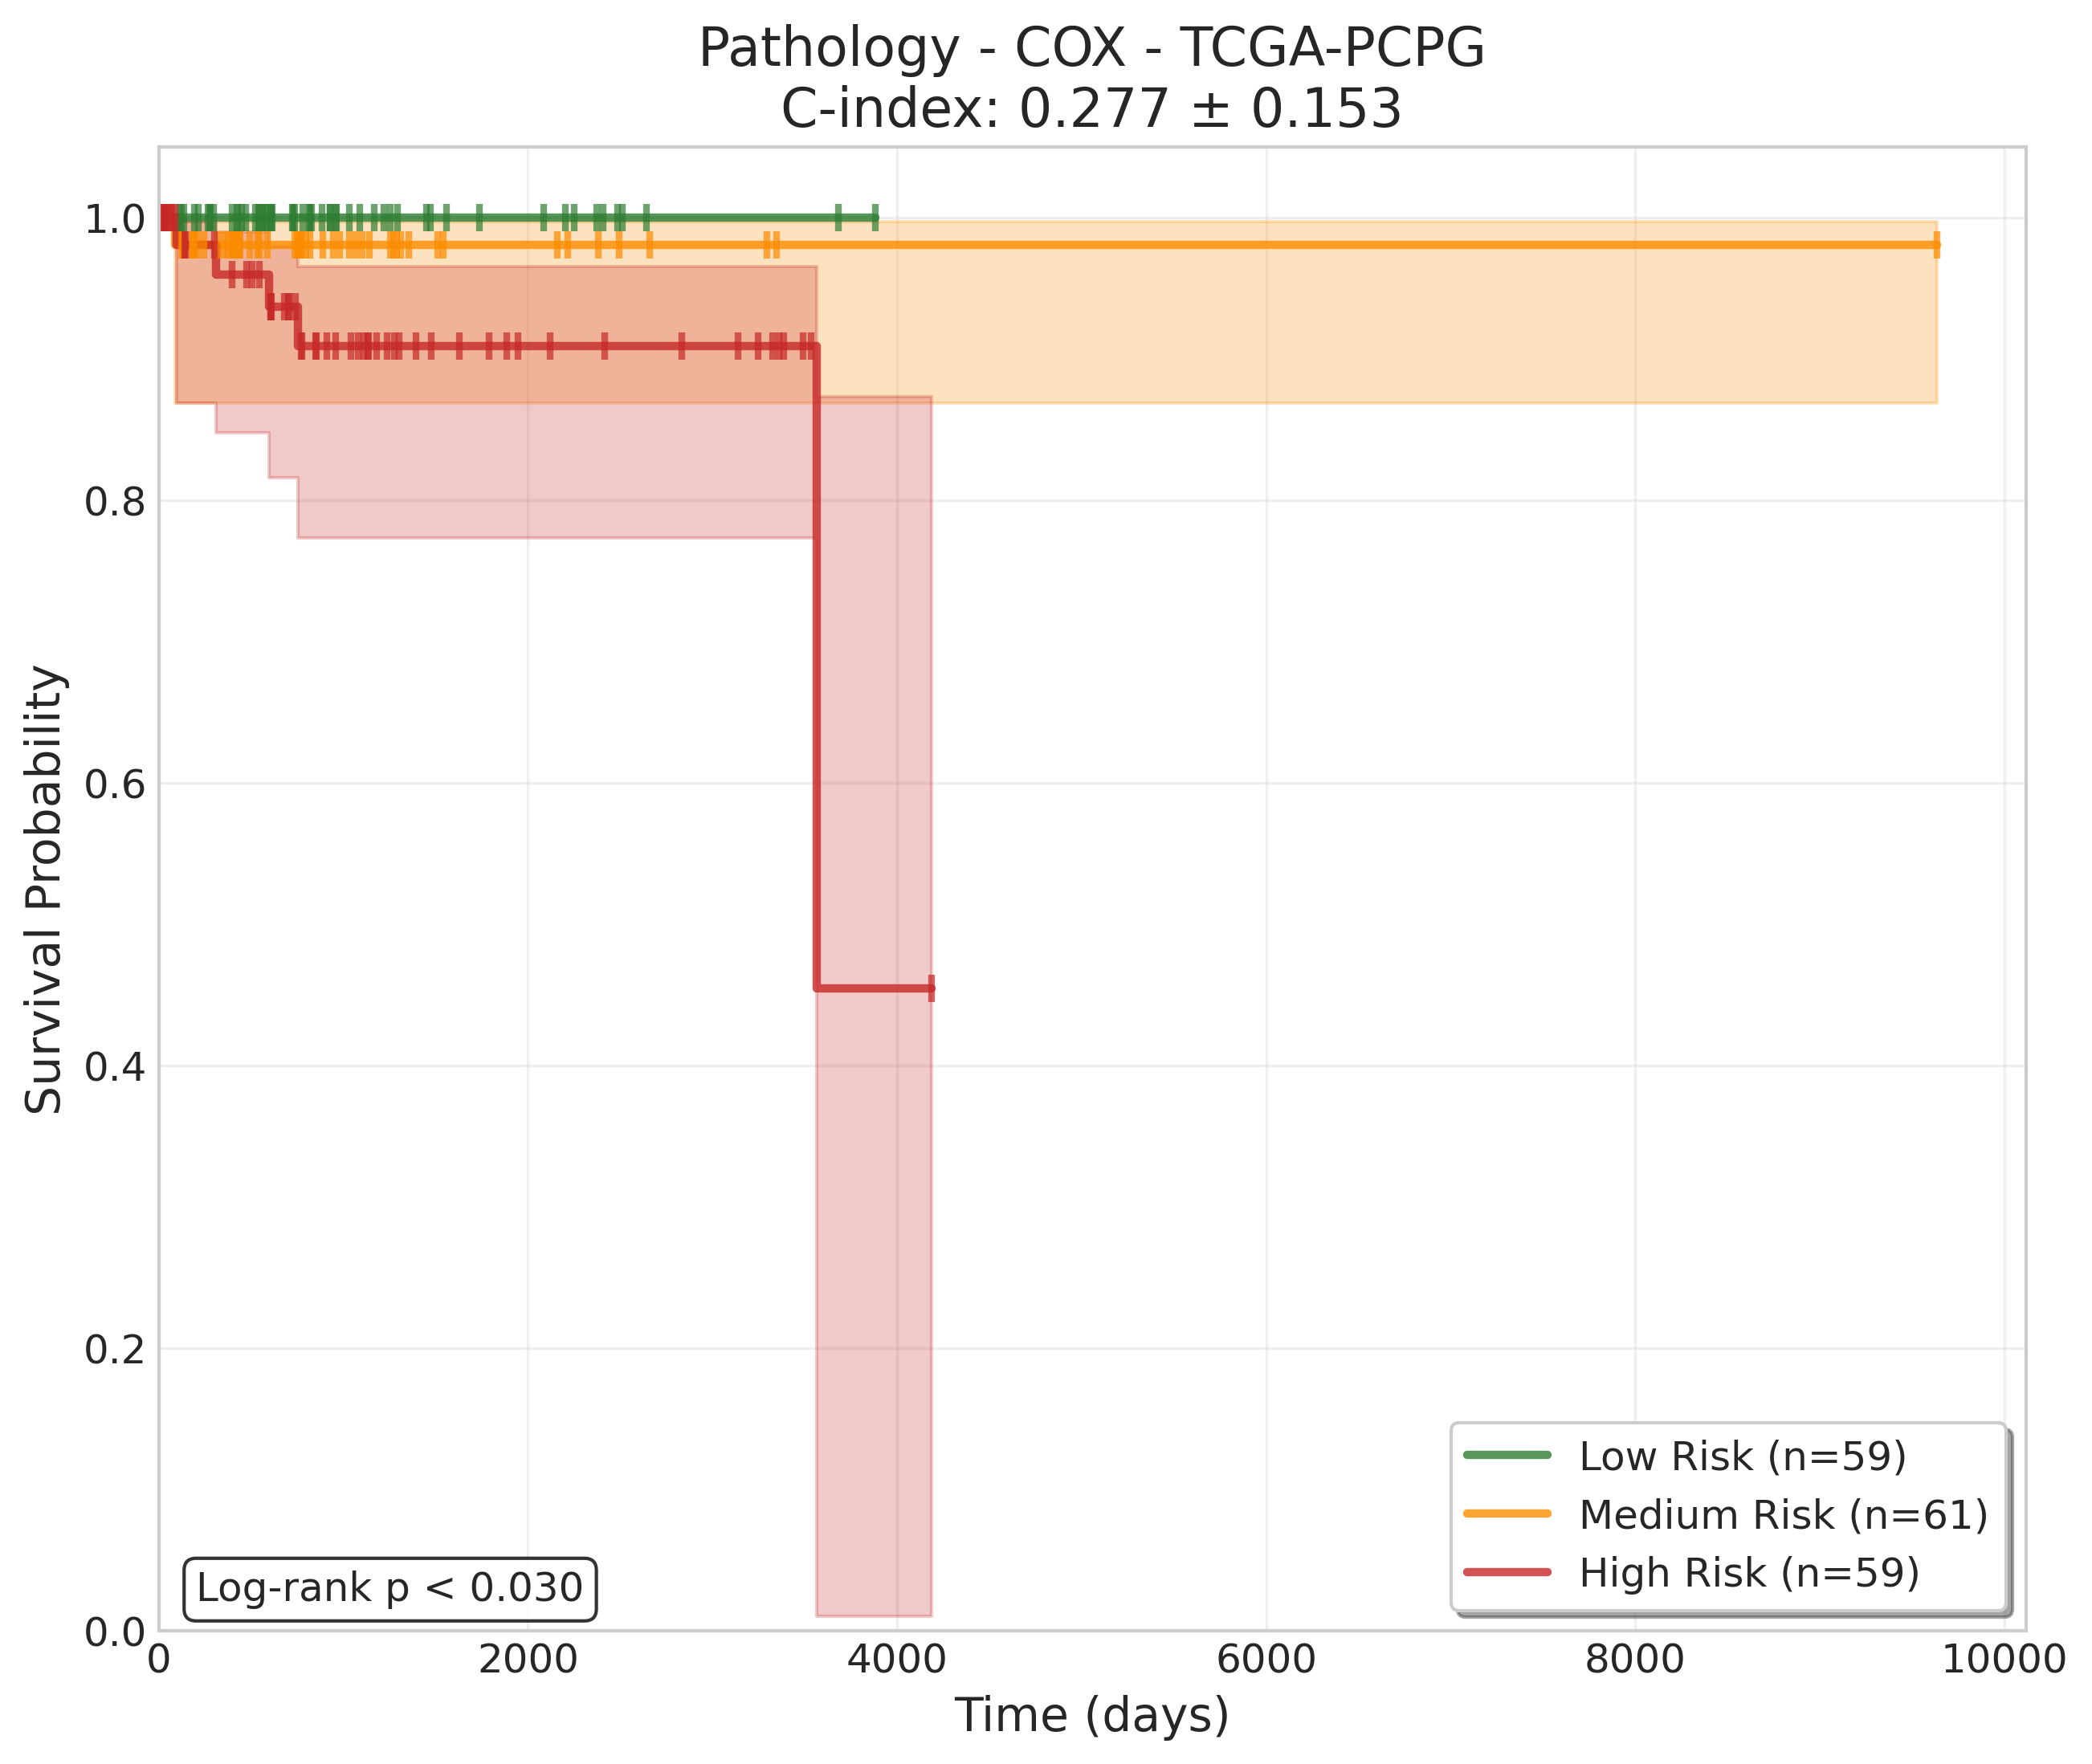 Pathology - COX - TCGA-PCPG
C-index: 0.277 ± 0.153
Survival Probability
1.0
0.8
0.6
0.4
0.2
0.0
0
2000
4000
6000
8000
10000
Time (days)
Log-rank p < 0.030
Low Risk (n=59)
Medium Risk (n=61)
High Risk (n=59)